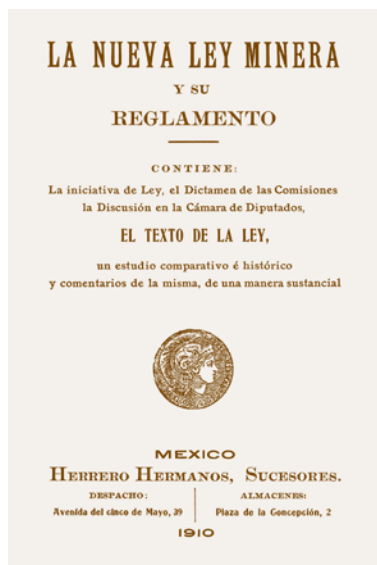 LA NUEVA LEY MINERA
Y SU
REGLAMENTO
CONTIENE:
La iniciativa de Ley, el Dictamen de las Comisiones
la Discusión en la Cámara de Diputados,
EL TEXTO DE LA LEY,
un estudio comparativo é histórico
y comentarios de la misma, de una manera sustancial
MEXICO
HERRERO HERMANOS, SUCESORES.
DESPACHO:
Avenida del cinco de Mayo, 39
ALMACENES:
Plaza de la Concepción, 2
1910